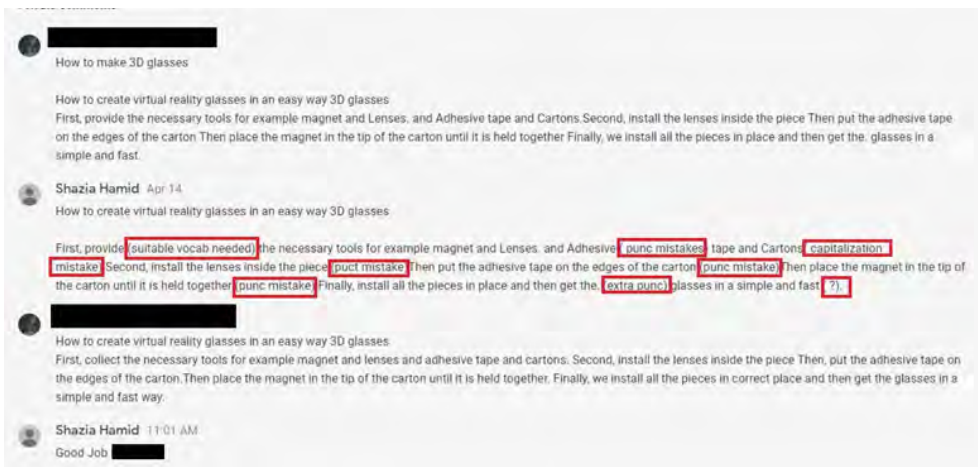 How to make 3D glasses
How to create virtual reality glasses in an easy way 3D glasses
First, provide the necessary tools for example magnet and Lenses. and Adhesive tape and Cartons.Second, install the lenses inside the piece Then put the adhesive tape
on the edges of the carton Then place the magnet in the tip of the carton until it is held together Finally, we install all the pieces in place and then get the. glasses in a
simple and fast.
Shazia Hamid Apr 14
How to create virtual reality glasses in an easy way 3D glasses
First, provide (suitable vocab needed) the necessary tools for example magnet and Lenses. and Adhesive( punc mistakes) tape and Cartons( capitalization
mistake) Second, install the lenses inside the piece (puct mistake) Then put the adhesive tape on the edges of the carton (punc mistake) Then place the magnet in the tip of
the carton until it is held together (punc mistake) Finally, install all the pieces in place and then get the. (extra punc) glasses in a simple and fast( ?).
How to create virtual reality glasses in an easy way 3D glasses
First, collect the necessary tools for example magnet and lenses and adhesive tape and cartons. Second, install the lenses inside the piece Then, put the adhesive tape on
the edges of the carton.Then place the magnet in the tip of the carton until it is held together. Finally, we install all the pieces in correct place and then get the glasses in a
simple and fast way.
Shazia Hamid 11:01 AM
Good Job